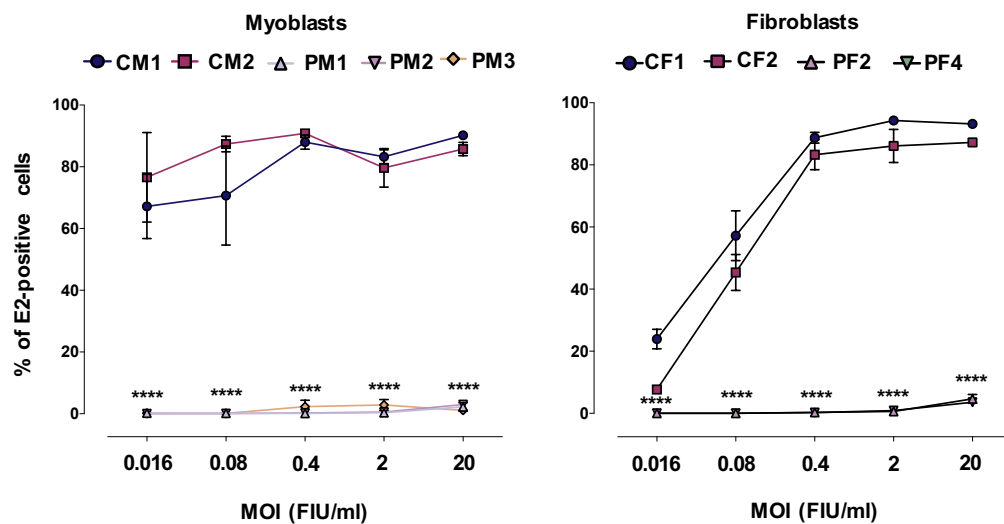 Myoblasts
CM1 CM2 PM1 PM2 PM3
% of E2-positive cells
100
80
60
40
20
0
**** **** **** **** ****
0.016 0.08 0.4 2 20
MOI (FIU/ml)
Fibroblasts
CF1 CF2 PF2 PF4
100
80
60
40
20
0
**** **** **** **** ****
0.016 0.08 0.4 2 20
MOI (FIU/ml)